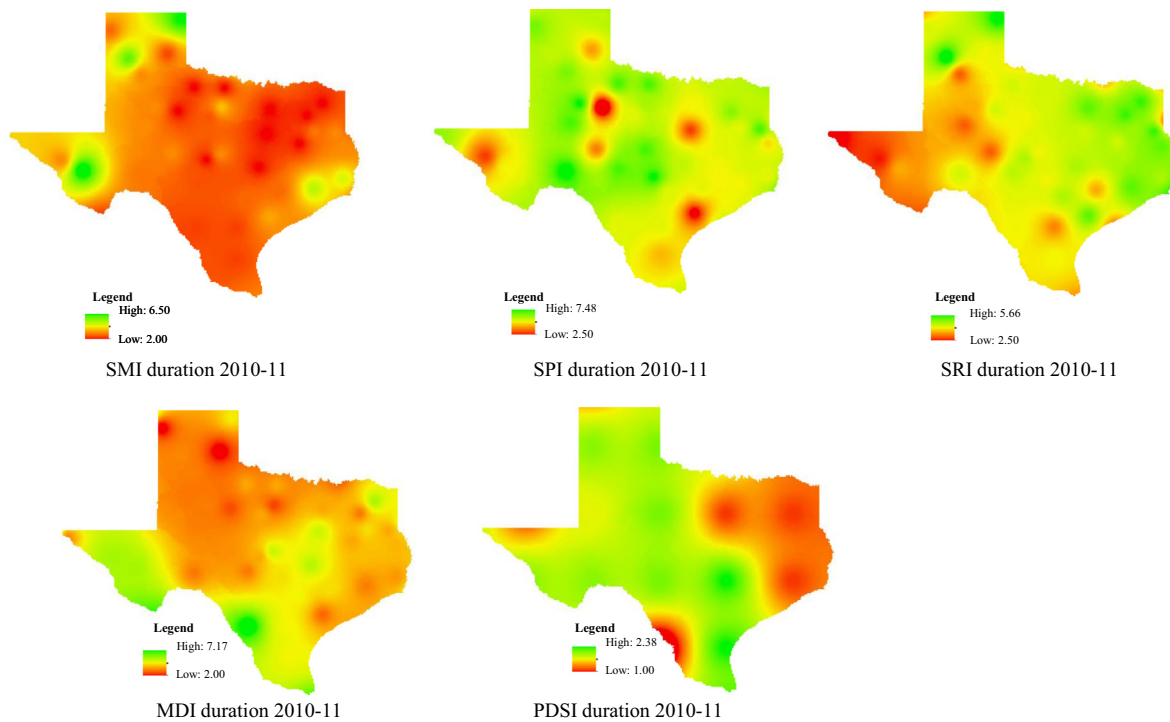 Legend
High: 6.50
Low: 2.00
SMI duration 2010-11
Legend
High: 7.48
Low: 2.50
SPI duration 2010-11
Legend
High: 5.66
Low: 2.50
SRI duration 2010-11
Legend
High: 7.17
Low: 2.00
MDI duration 2010-11
Legend
High: 2.38
Low: 1.00
PDSI duration 2010-11